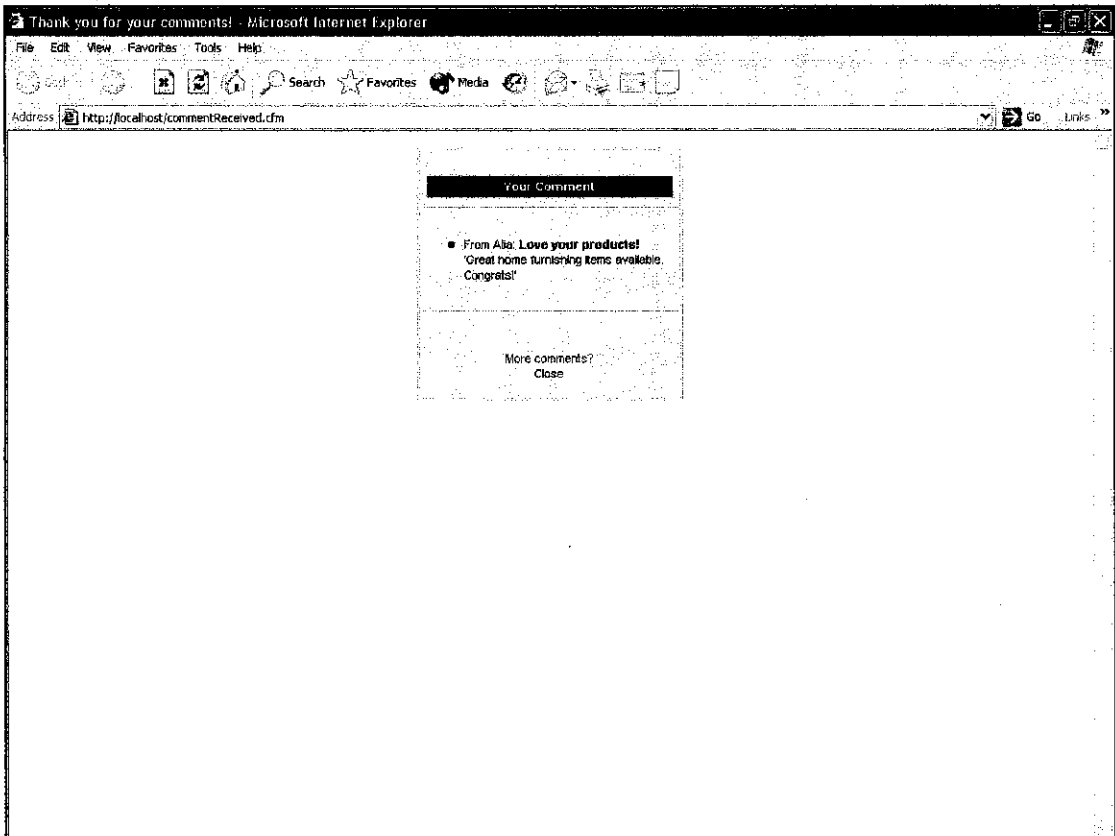 Thank you for your comments! - Microsoft Internet Explorer
File Edit View Favorites Tools Help
Search Favorites Media
Address http://localhost/commentReceived.cfm Go Links »
Your Comment
From Alia: Love your products!
'Great home furnishing items available.
Congrats!'
More comments?
Close